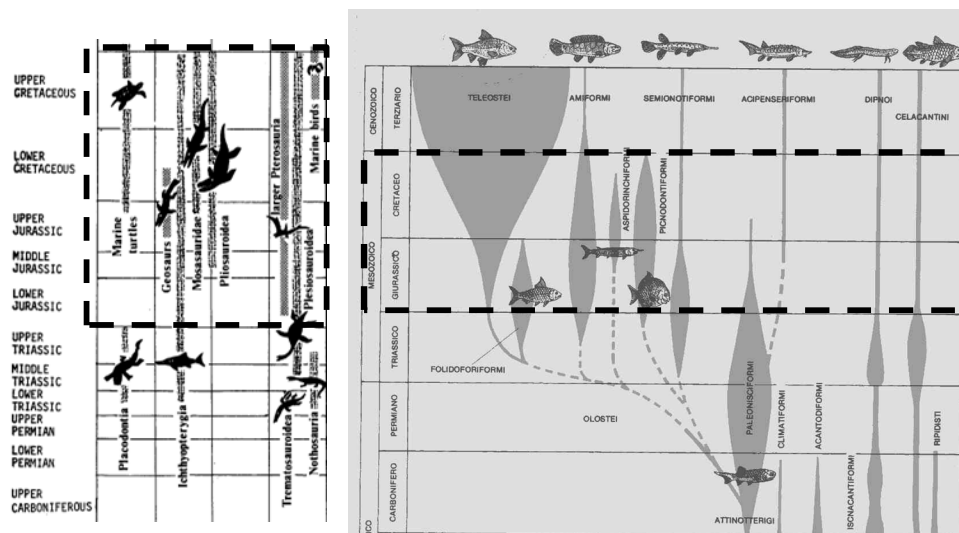 UPPER
CRETACEOUS
LOWER
CRETACEOUS
UPPER
JURASSIC
MIDDLE
JURASSIC
LOWER
JURASSIC
UPPER
TRIASSIC
MIDDLE
TRIASSIC
LOWER
TRIASSIC
UPPER
PERMIAN
LOWER
PERMIAN
UPPER
CARBONIFEROUS
Marine
turtles
Geosaurs
Mosasauridae
Pliosauroidea
larger Pterosauria
Marine birds
Plesiosauroidea
Placodontia
Ichthyopterygia
Trematosauroidea
Nothosauria
CENOZOICO
TERZIARIO
MESOZOICO
CRETACEO
GIURASSICO
TRIASSICO
PERMIANO
CARBONIFERO
ICO
TELEOSTEI
AMIFORMI
SEMIONOTIFORMI
ACIPENSERIFORMI
DIPNOI
CELACANTINI
ASPIDORINCHIFORMI
PICNODONTIFORMI
FOLIDOFORIFORMI
OLOSTEI
PALEONISCIFORMI
CLIMATIFORMI
ACANTODIFORMI
ISCNACANTIFORMI
RIPIDISTI
ATTINOTTERIGI